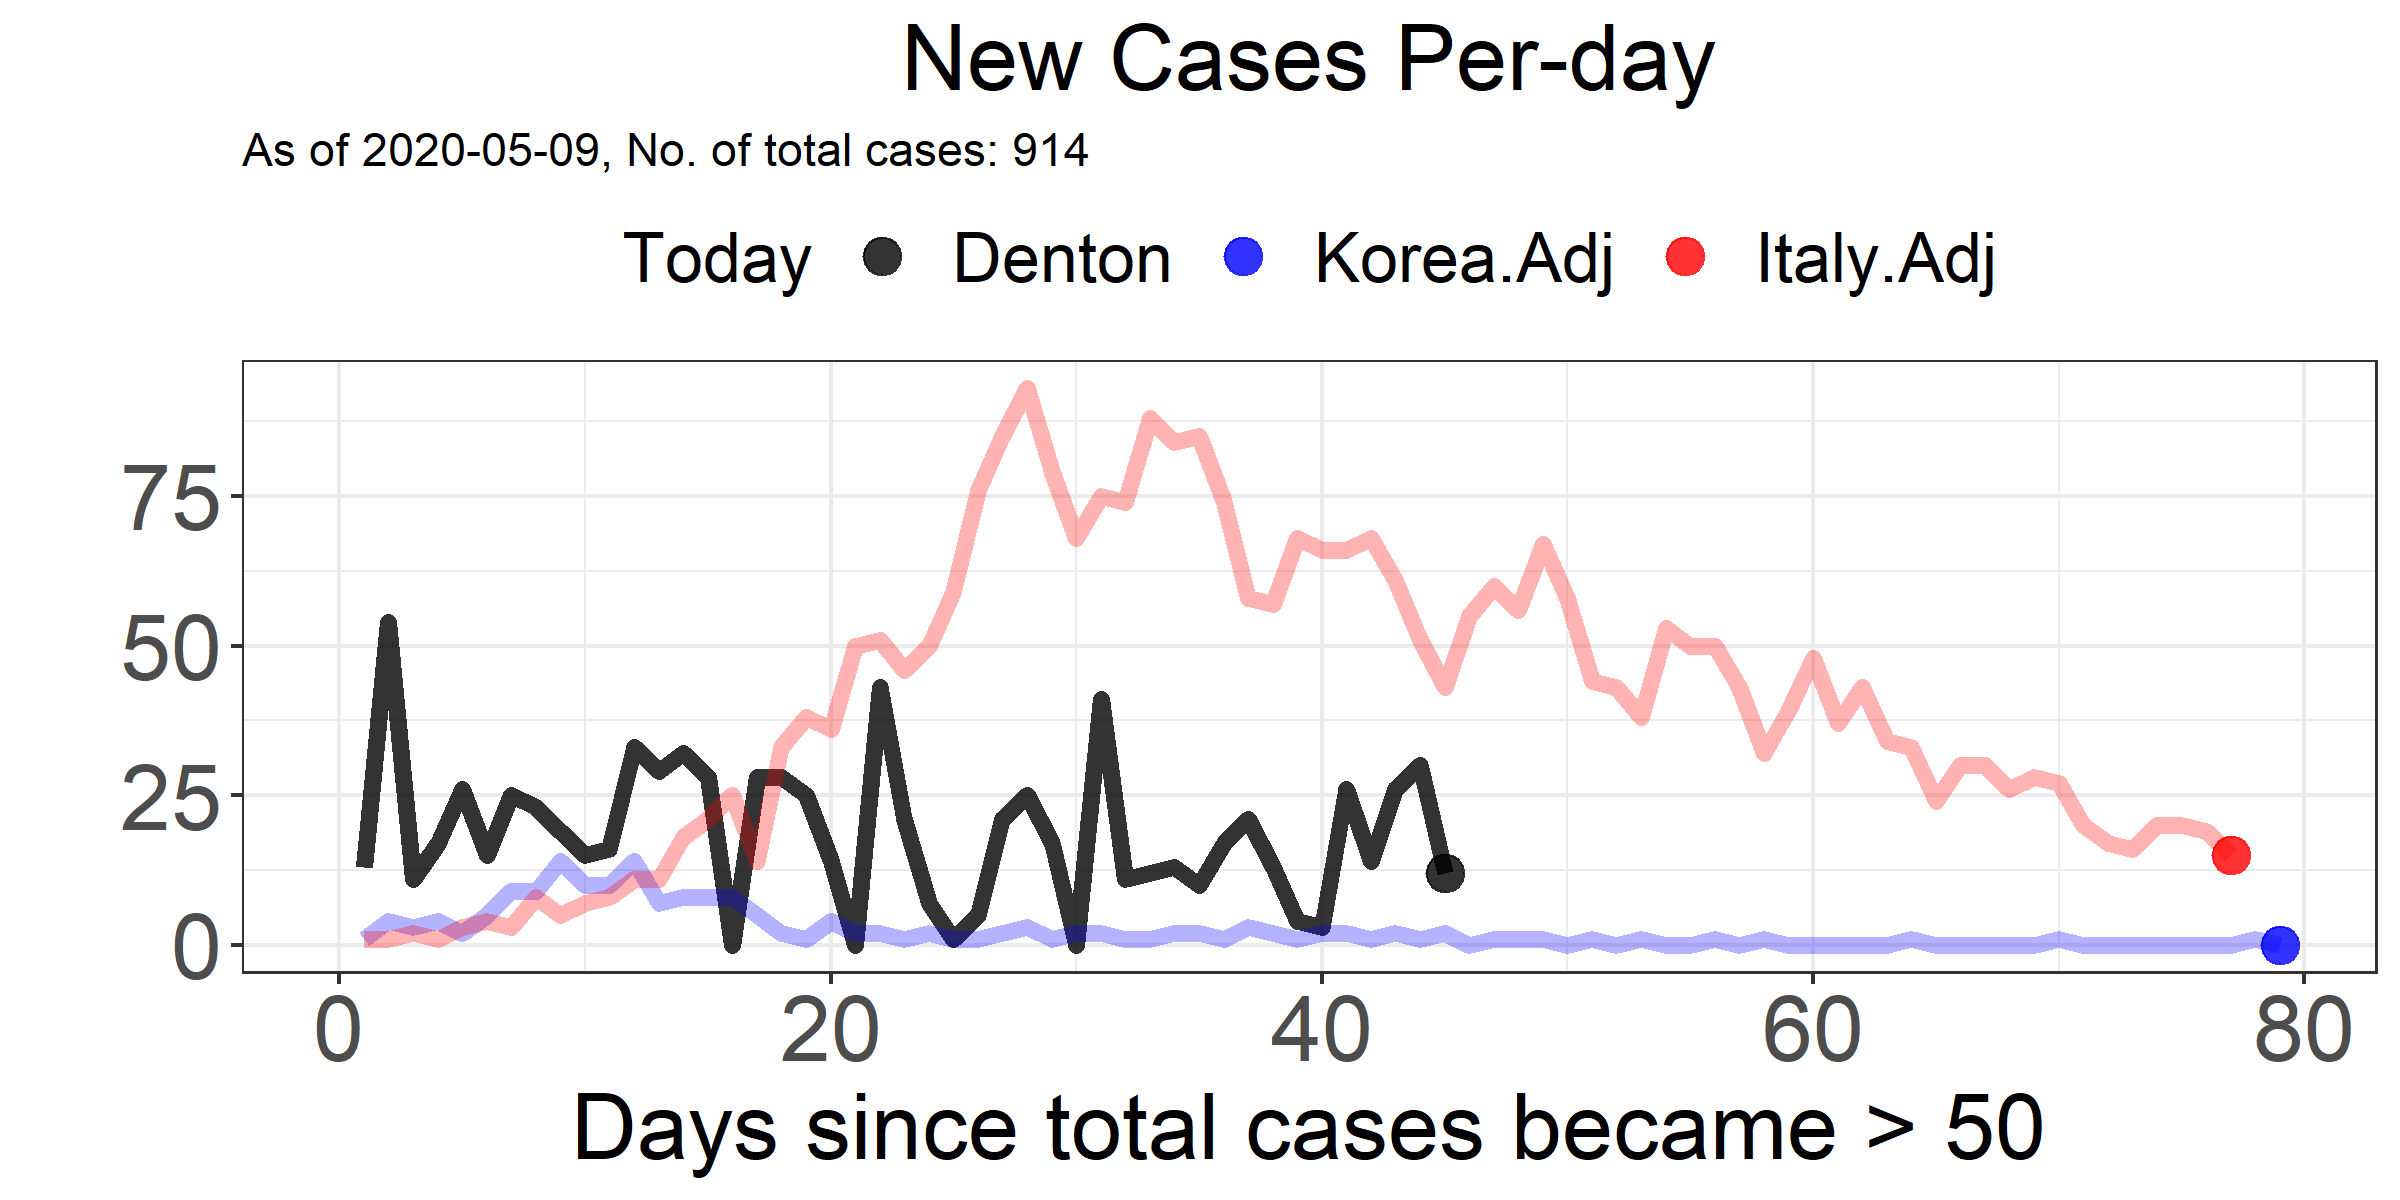 New Cases Per-day
As of 2020-05-09, No. of total cases: 914
Today Denton Korea.Adj Italy.Adj
75
50
25
0
0 20 40 60 80
Days since total cases became > 50